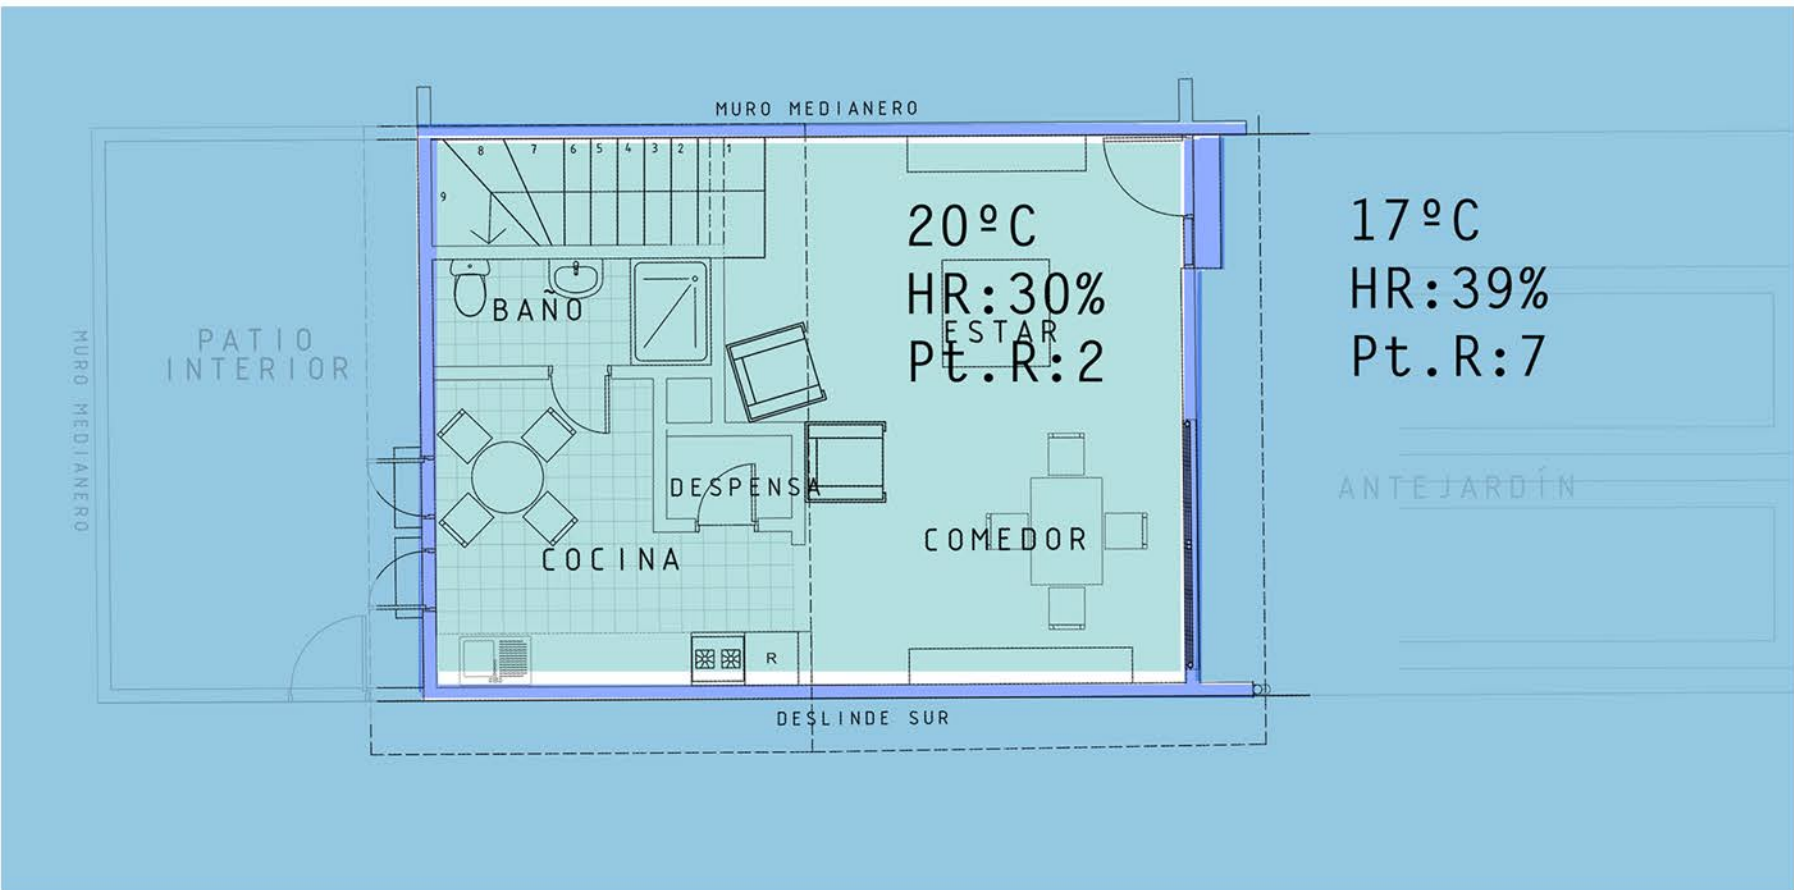 MURO MEDIANERO
8 7 6 5 4 3 2 1
9
20ºC
HR:30%
Pt.R:2
17ºC
HR:39%
Pt.R:7
BAÑO
ESTAR
PATIO
INTERIOR
MURO MEDIANERO
DESPENSA
ANTEJARDÍN
COMEDOR
COCINA
R
DESLINDE SUR